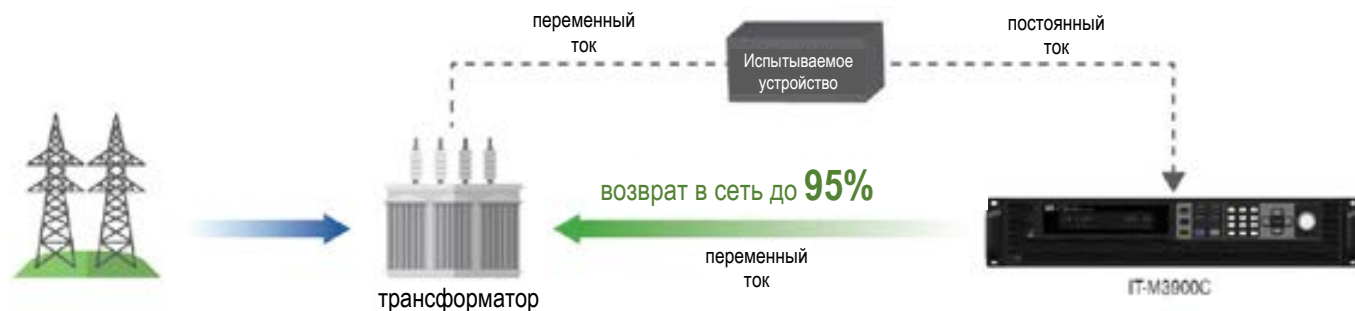 переменный
ток
Испытываемое
устройство
постоянный
ток
возврат в сеть до 95%
переменный
ток
трансформатор
IT-M3900C